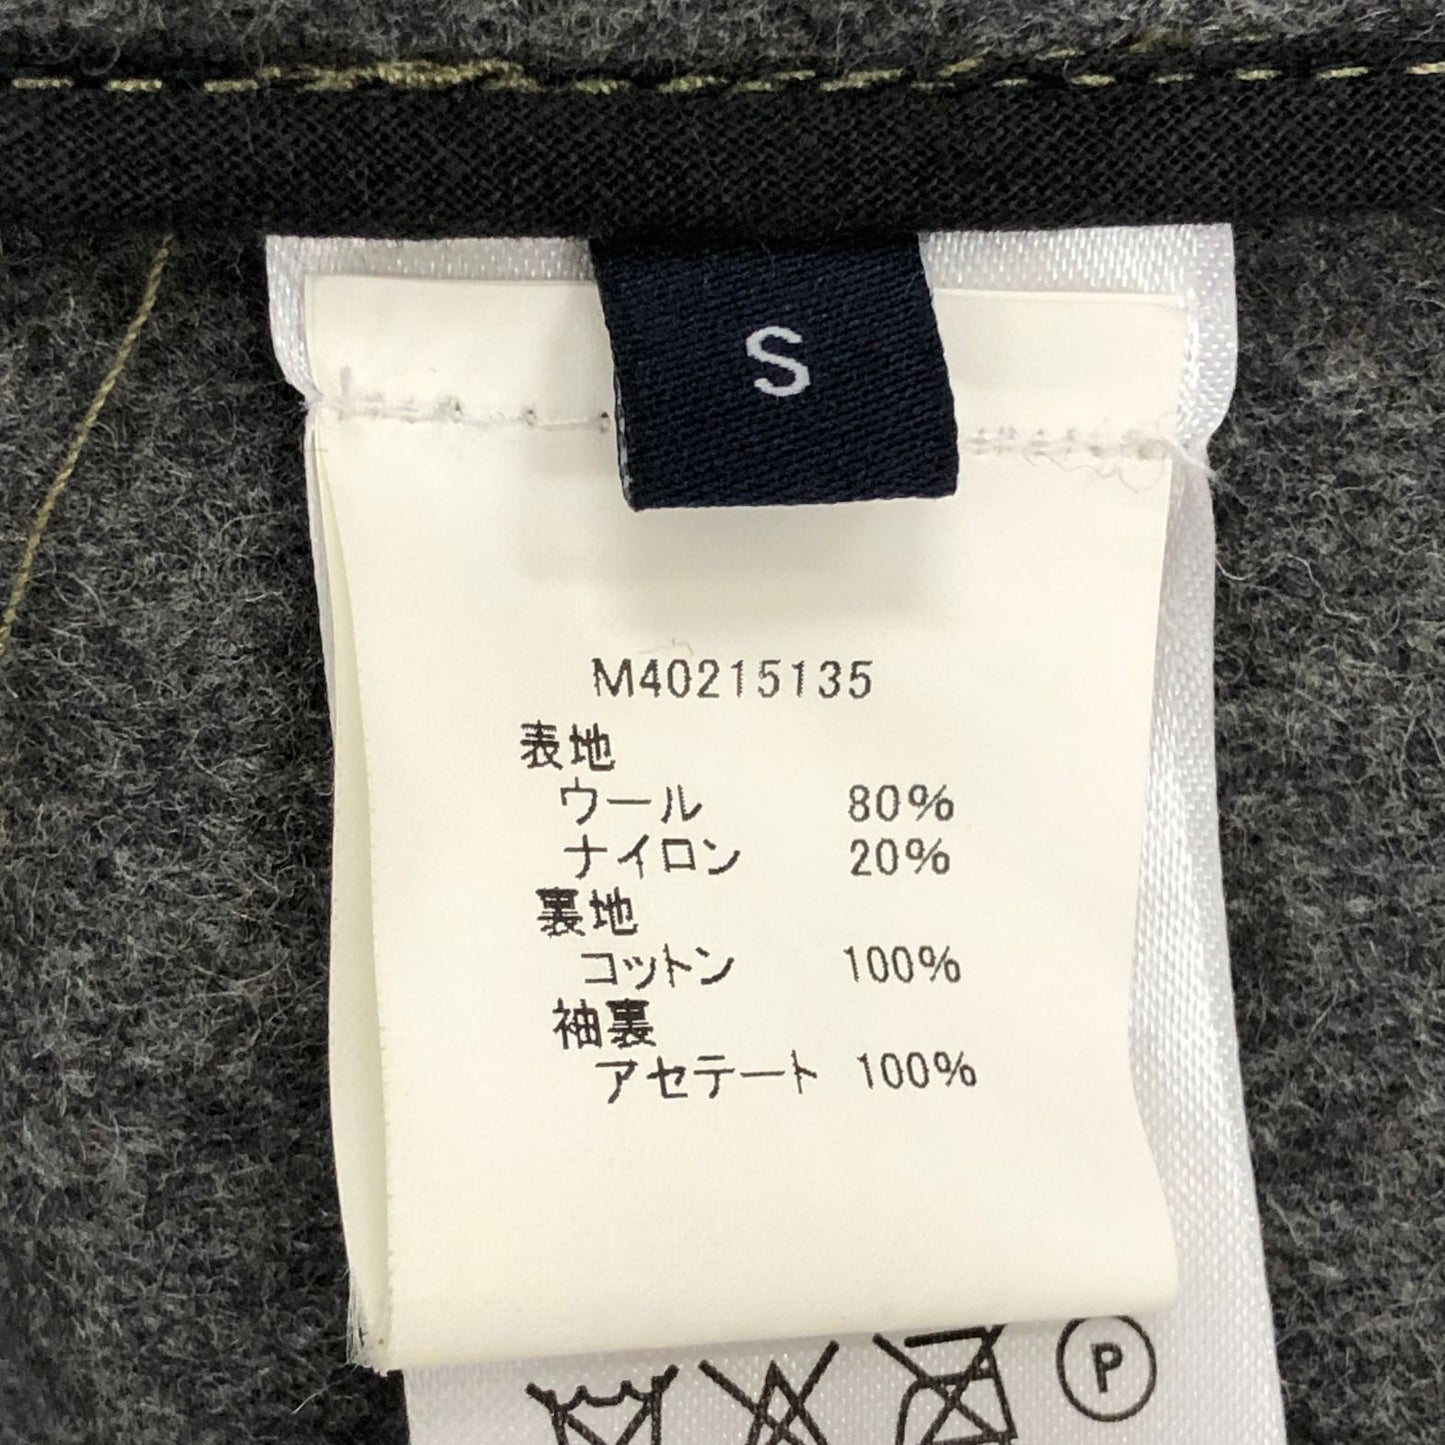 S
M40215135
表地
ウール 80%
ナイロン 20%
裏地
コットン 100%
袖裏
アセテート 100%
P